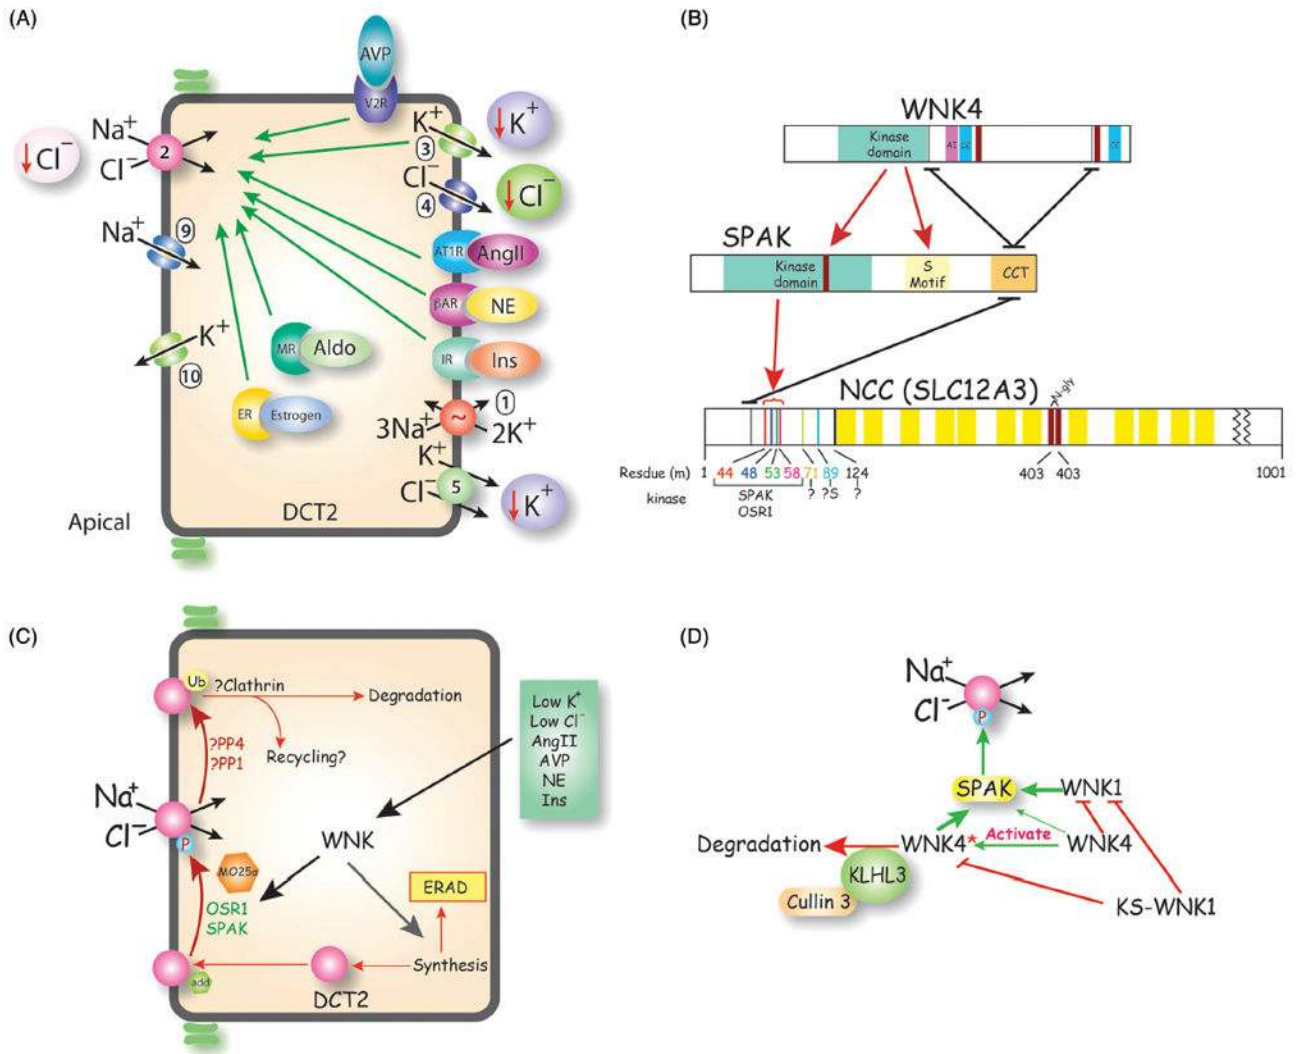 (A)
AVP
V2R
Na+
Cl−
2
↓Cl−
K+
3
↓K+
Cl−
4
↓Cl−
Na+
9
AT1R AngII
βAR NE
K+
10
MR Aldo
IR Ins
ER Estrogen
1
3Na+ ~ 2K+
K+
Cl− 5
↓K+
Apical
DCT2
(B)
WNK4
Kinase
domain
AI CC
CC
SPAK
Kinase
domain
S
Motif
CCT
NCC (SLC12A3)
N-gly
Resdue (m) 1 44 48 53 58 71 89 124 403 403 1001
kinase SPAK ? ?S ?
OSR1
(C)
Ub ?Clathrin Degradation
?PP4
?PP1
Recycling?
Na+
Cl−
P
Low K+
Low Cl−
AngII
AVP
NE
Ins
WNK
MO25α
OSR1
SPAK
ERAD
Synthesis
add
DCT2
(D)
Na+
Cl−
P
SPAK WNK1
Activate
Degradation WNK4* WNK4
KLHL3
Cullin 3
KS-WNK1